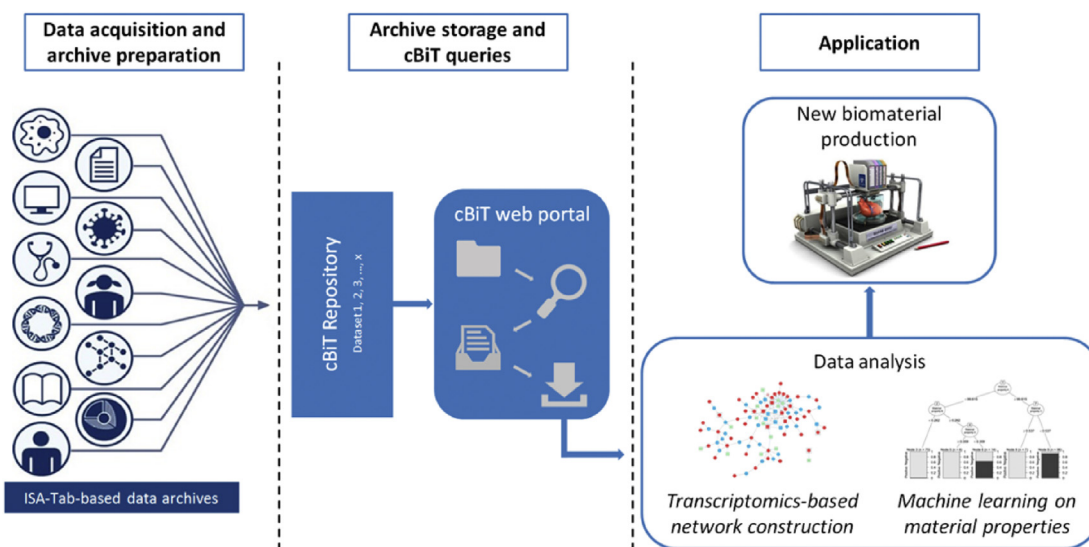 Data acquisition and
archive preparation
Archive storage and
cBiT queries
Application
ISA-Tab-based data archives
cBiT Repository
Dataset 1, 2, 3, ..., x
cBiT web portal
New biomaterial
production
Data analysis
Transcriptomics-based
network construction
Machine learning on
material properties